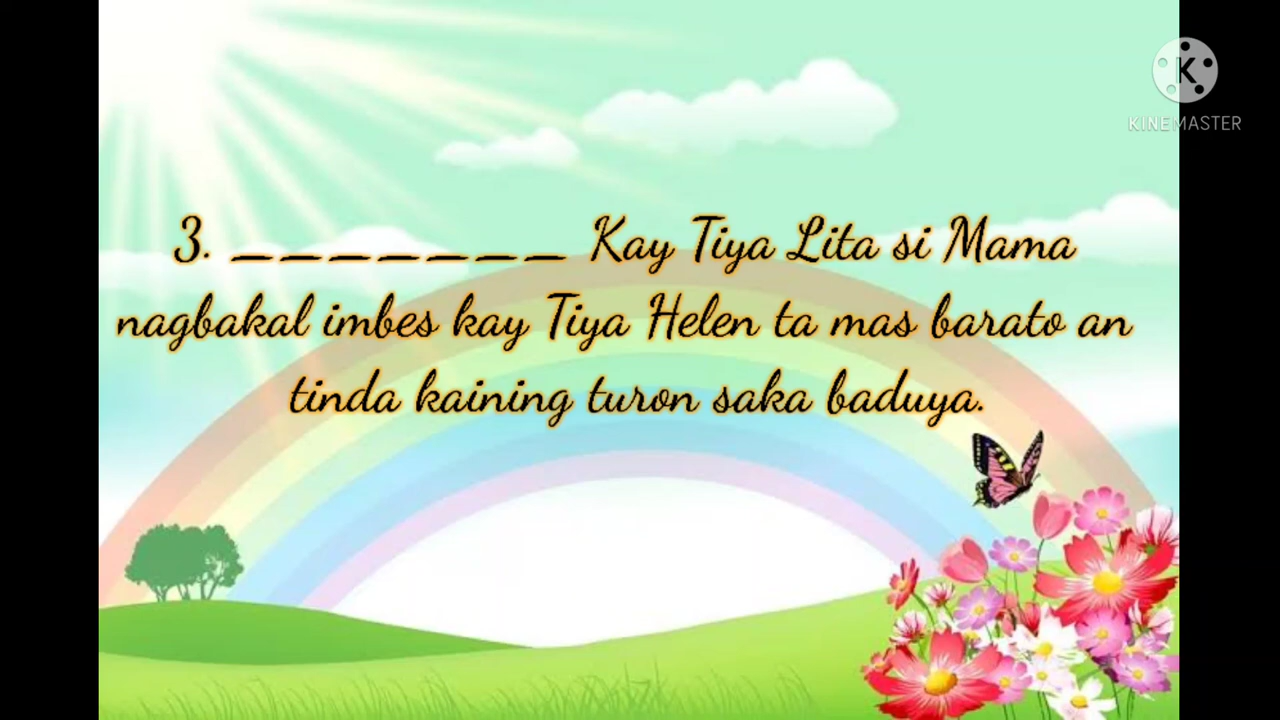 KINEMASTER
3. _______ Kay Tiya Lita si Mama
nagbakal imbes kay Tiya Helen ta mas barato an
tinda kaining turon saka baduya.